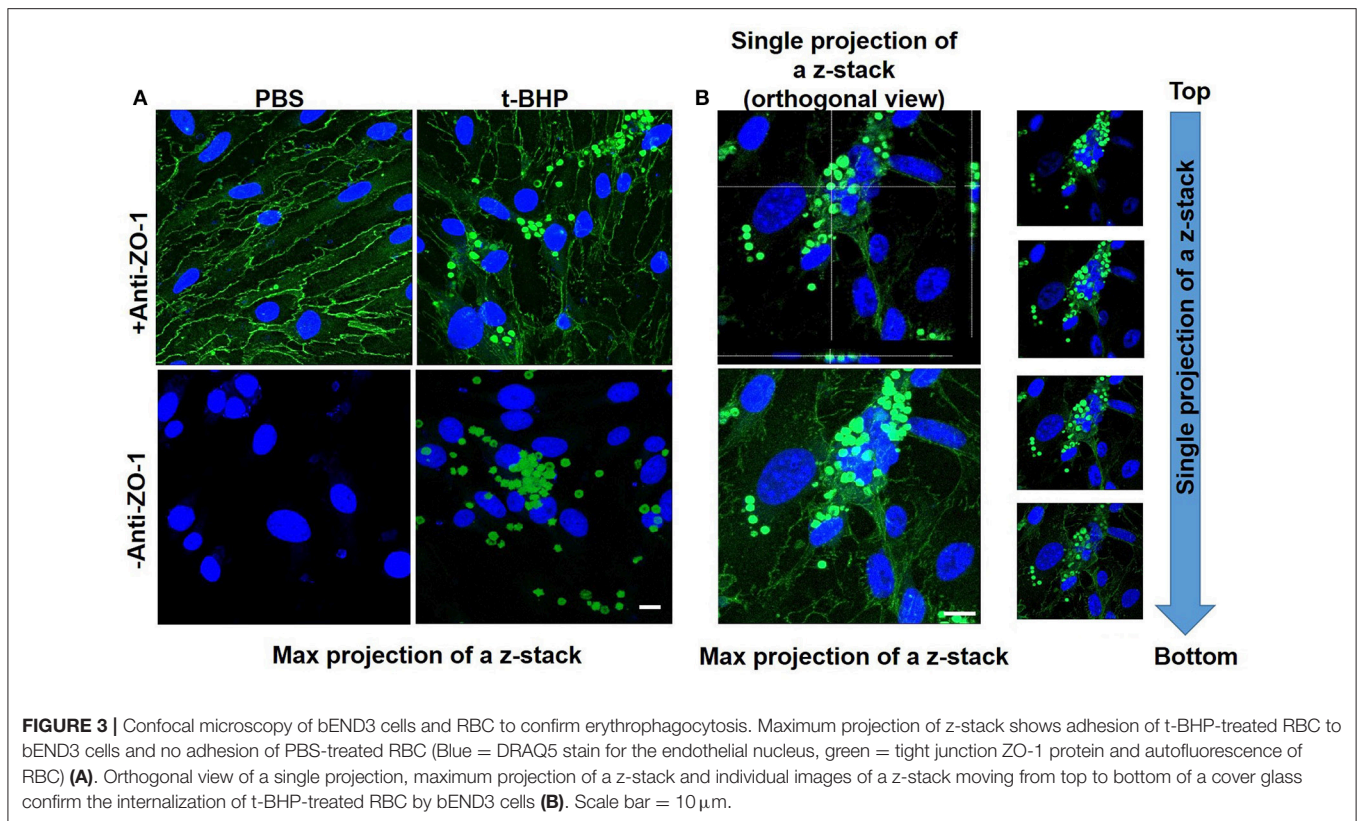 Single projection of
a z-stack
(orthogonal view)
A
PBS
t-BHP
B
Top
+Anti-ZO-1
-Anti-ZO-1
Single projection of a z-stack
Max projection of a z-stack
Max projection of a z-stack
Bottom
FIGURE 3 | Confocal microscopy of bEND3 cells and RBC to confirm erythrophagocytosis. Maximum projection of z-stack shows adhesion of t-BHP-treated RBC to
bEND3 cells and no adhesion of PBS-treated RBC (Blue = DRAQ5 stain for the endothelial nucleus, green = tight junction ZO-1 protein and autofluorescence of
RBC) (A). Orthogonal view of a single projection, maximum projection of a z-stack and individual images of a z-stack moving from top to bottom of a cover glass
confirm the internalization of t-BHP-treated RBC by bEND3 cells (B). Scale bar = 10 μm.